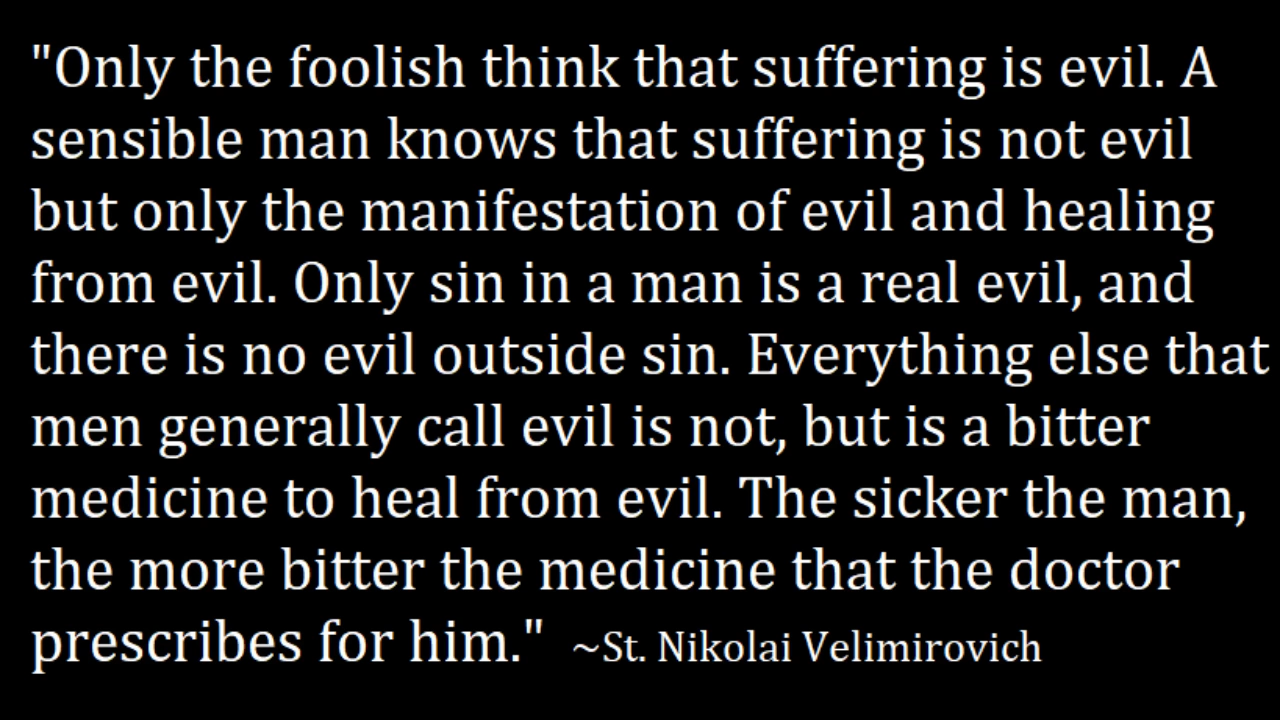 "Only the foolish think that suffering is evil. A
sensible man knows that suffering is not evil
but only the manifestation of evil and healing
from evil. Only sin in a man is a real evil, and
there is no evil outside sin. Everything else that
men generally call evil is not, but is a bitter
medicine to heal from evil. The sicker the man,
the more bitter the medicine that the doctor
prescribes for him." ~St. Nikolai Velimirovich